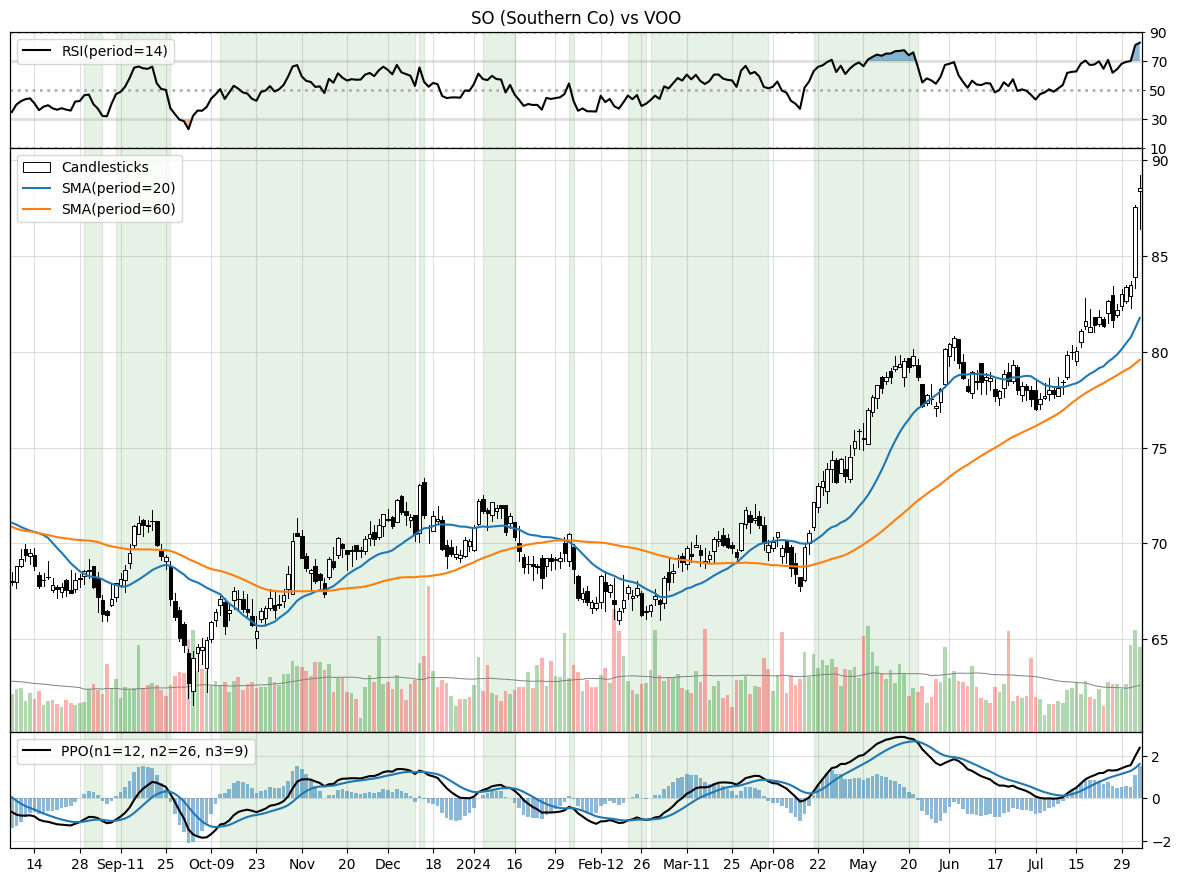 SO (Southern Co) vs VOO
RSI(period=14)
90
70
50
30
10
Candlesticks
SMA(period=20)
SMA(period=60)
90
85
80
75
70
65
PPO(n1=12, n2=26, n3=9)
2
0
−2
14 28 Sep-11 25 Oct-09 23 Nov 20 Dec 18 2024 16 29 Feb-12 26 Mar-11 25 Apr-08 22 May 20 Jun 17 Jul 15 29